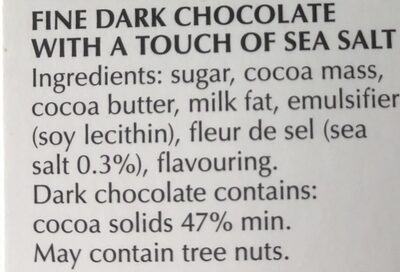 FINE DARK CHOCOLATE
WITH A TOUCH OF SEA SALT
Ingredients: sugar, cocoa mass,
cocoa butter, milk fat, emulsifier
(soy lecithin), fleur de sel (sea
salt 0.3%), flavouring.
Dark chocolate contains:
cocoa solids 47% min.
May contain tree nuts.